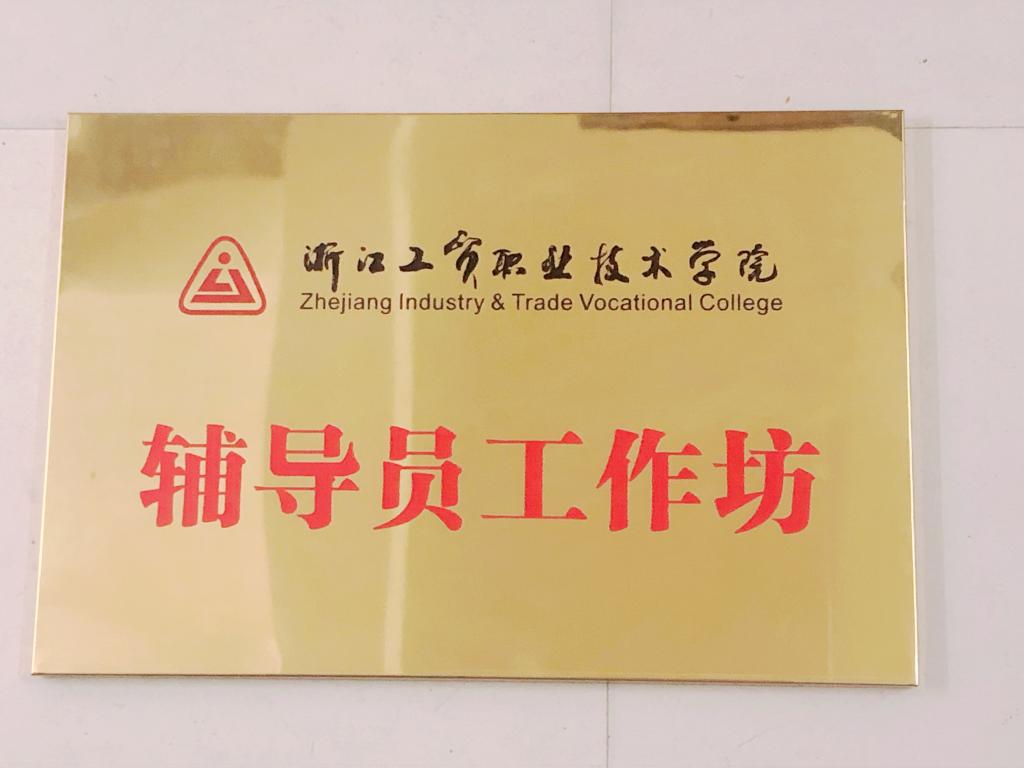 浙江工贸职业技术学院
Zhejiang Industry & Trade Vocational College
辅导员工作坊